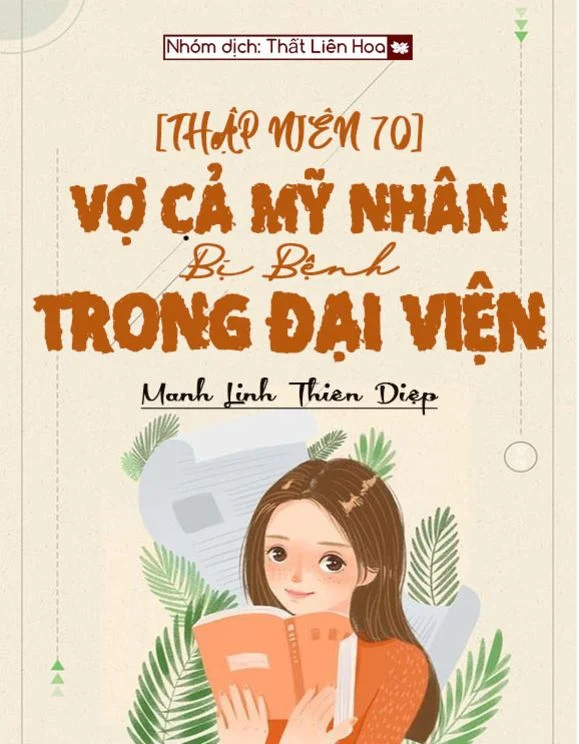 Nhóm dịch: Thất Liên Hoa
[THẬP NIÊN 70]
VỢ CẢ MỸ NHÂN
Bị Bệnh
TRONG ĐẠI VIỆN
Manh Linh Thiên Diệp